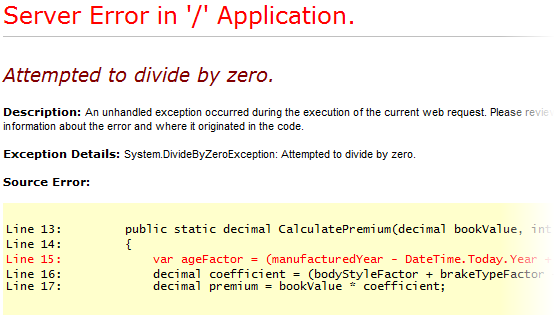 Server Error in '/' Application.
Attempted to divide by zero.
Description: An unhandled exception occurred during the execution of the current web request. Please review
information about the error and where it originated in the code.
Exception Details: System.DivideByZeroException: Attempted to divide by zero.
Source Error:
Line 13: public static decimal CalculatePremium(decimal bookValue, int
Line 14: {
Line 15: var ageFactor = (manufacturedYear - DateTime.Today.Year +
Line 16: decimal coefficient = (bodyStyleFactor + brakeTypeFactor
Line 17: decimal premium = bookValue * coefficient;